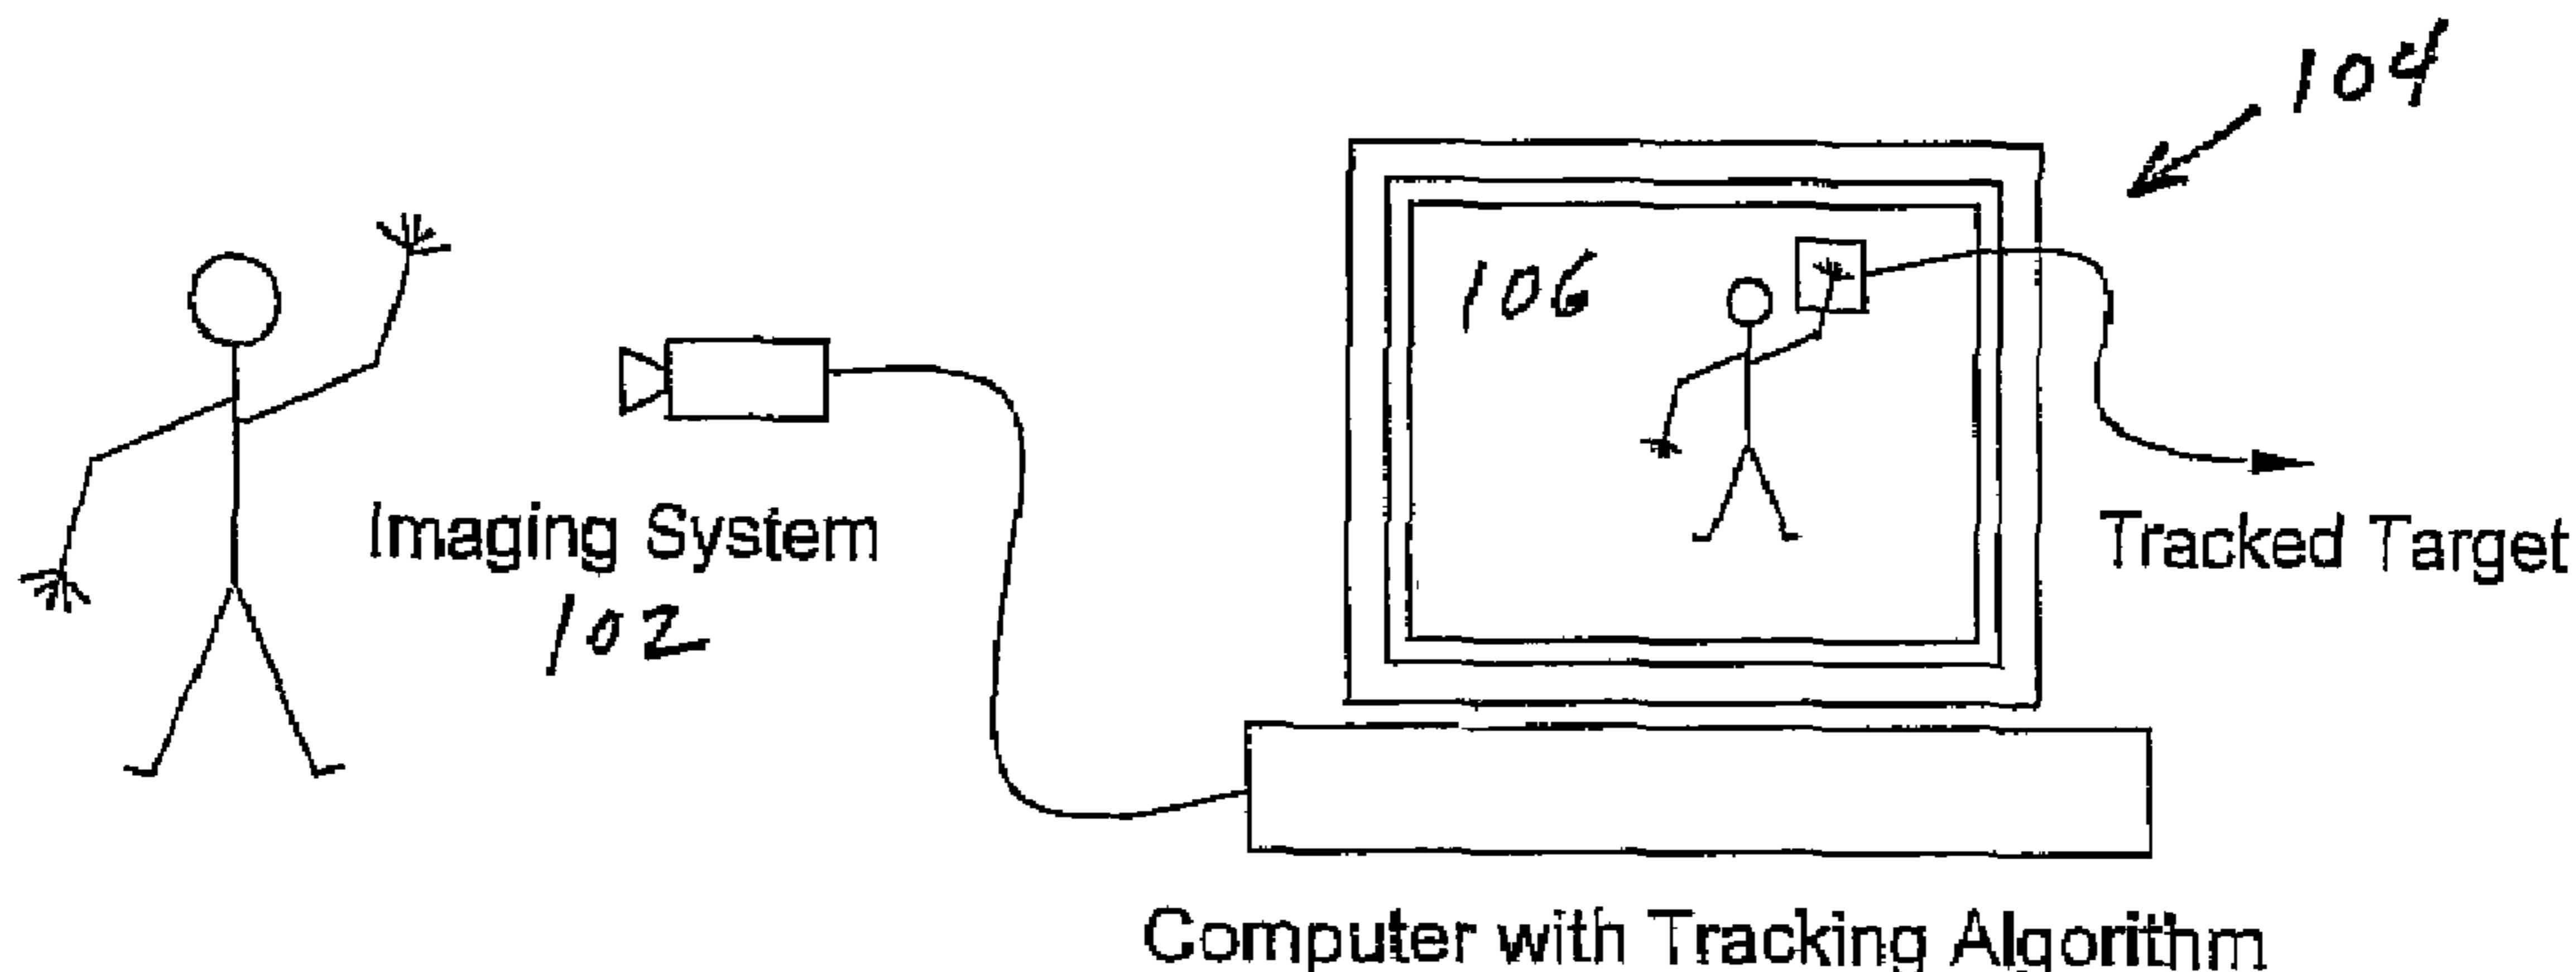 104
106
Imaging System
102
Tracked Target
Computer with Tracking Algorithm